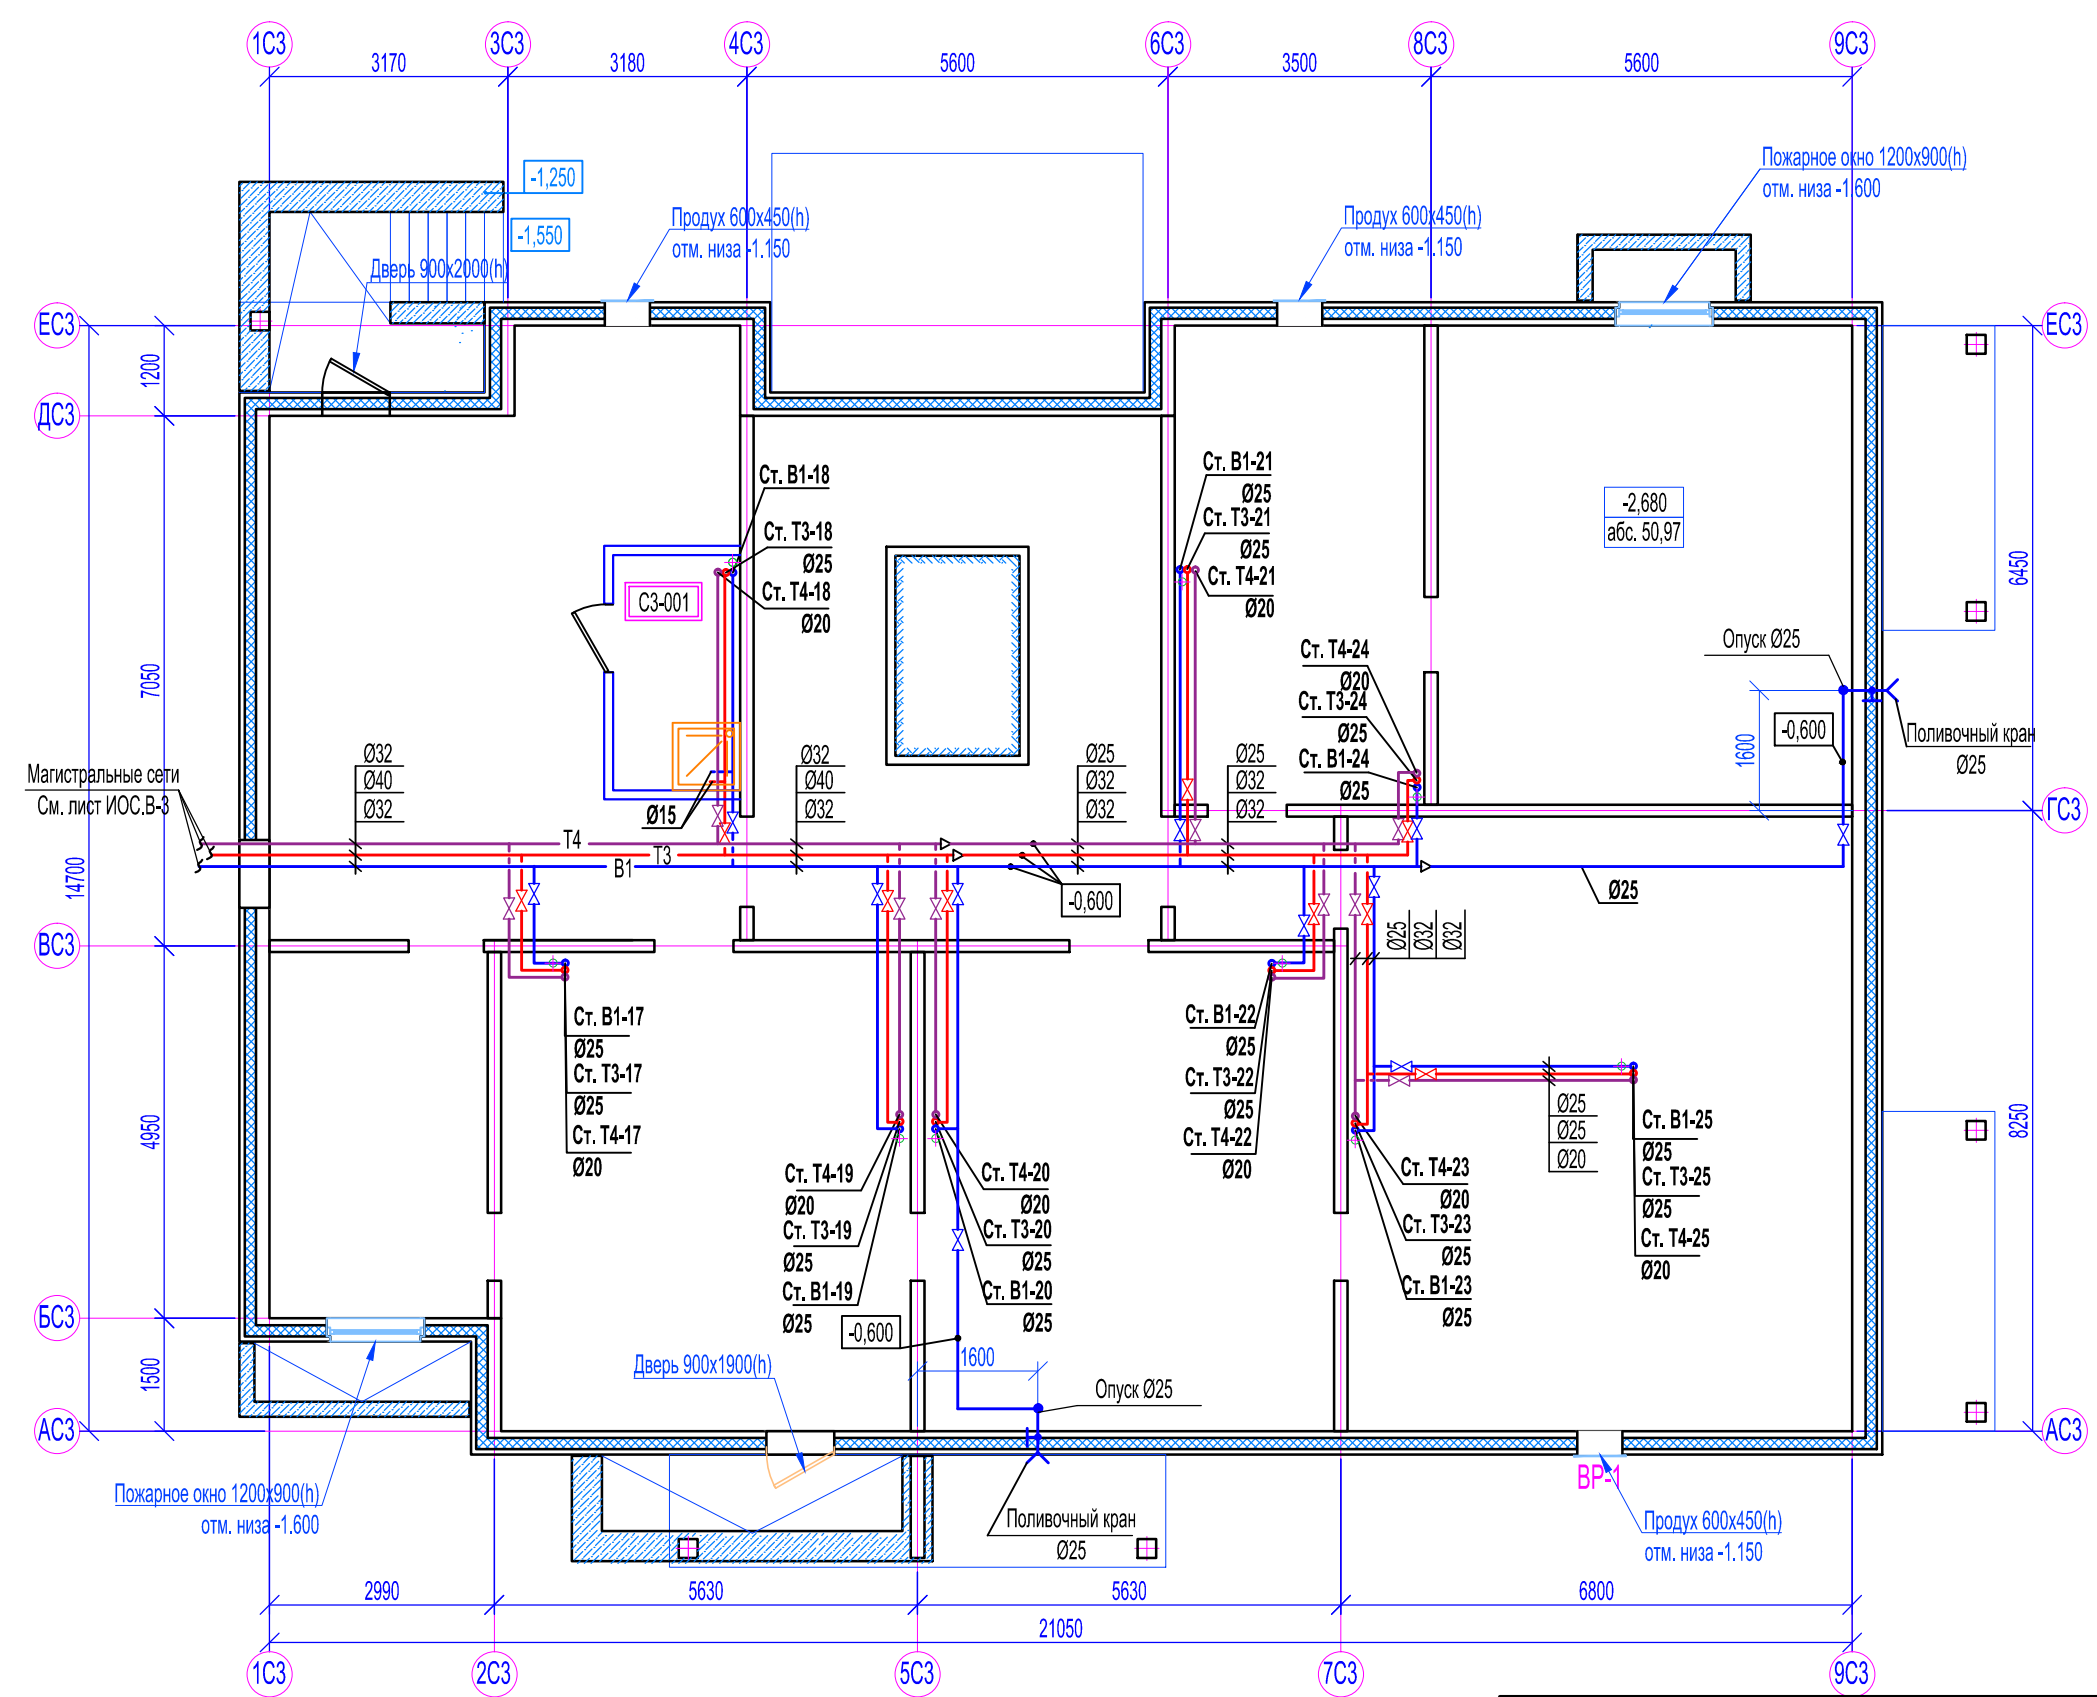 1С3
3С3
4С3
6С3
8С3
9С3
3170
3180
5600
3500
5600
-1,250
-1,550
Дверь 900х2000(h)
Продух 600х450(h)
отм. низа -1.150
Продух 600х450(h)
отм. низа -1.150
Пожарное окно 1200х900(h)
отм. низа -1.600
ЕС3
ЕС3
1200
ДС3
Ст. В1-18
Ст. Т3-18
Ø25
Ст. Т4-18
Ø20
С3-001
Ст. В1-21
Ø25
Ст. Т3-21
Ø25
Ст. Т4-21
Ø20
-2,680
абс. 50,97
6450
7050
14700
Ст. Т4-24
Ø20
Ст. Т3-24
Ø25
Ст. В1-24
Ø25
Опуск Ø25
1600
-0,600
Поливочный кран
Ø25
Магистральные сети
См. лист ИОС.В-3
Ø32
Ø40
Ø32
Ø15
Ø32
Ø40
Ø32
Ø25
Ø32
Ø32
Ø25
Ø32
Ø32
ГС3
Т4
Т3
В1
-0,600
Ø25
Ø25
Ø32
Ø32
ВС3
Ст. В1-17
Ø25
Ст. Т3-17
Ø25
Ст. Т4-17
Ø20
Ст. В1-22
Ø25
Ст. Т3-22
Ø25
Ст. Т4-22
Ø20
Ø25
Ø25
Ø20
Ст. В1-25
Ø25
Ст. Т3-25
Ø25
Ст. Т4-25
Ø20
4950
8250
Ст. Т4-19
Ø20
Ст. Т3-19
Ø25
Ст. В1-19
Ø25
Ст. Т4-20
Ø20
Ст. Т3-20
Ø25
Ст. В1-20
Ø25
Ст. Т4-23
Ø20
Ст. Т3-23
Ø25
Ст. В1-23
Ø25
БС3
-0,600
1600
Дверь 900х1900(h)
Опуск Ø25
1500
АС3
АС3
Пожарное окно 1200х900(h)
отм. низа -1.600
Поливочный кран
Ø25
ВР-1
Продух 600х450(h)
отм. низа -1.150
2990
5630
5630
6800
21050
1С3
2С3
5С3
7С3
9С3